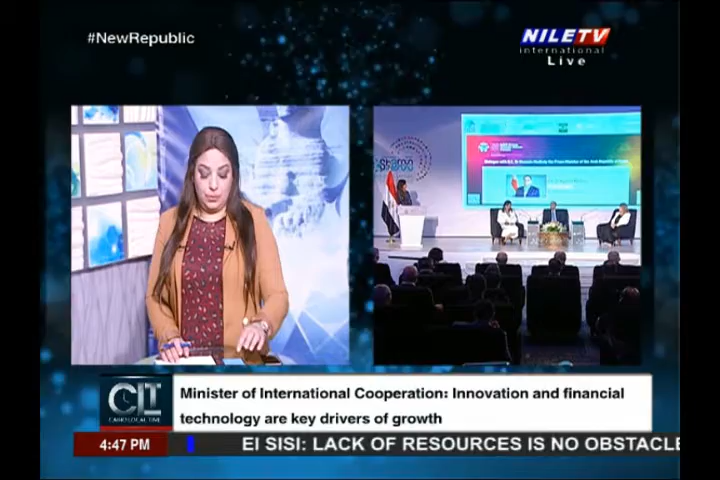 #NewRepublic
NILETV
international
Live
CLT
CAIRO LOCAL TIME
Minister of International Cooperation: Innovation and financial
technology are key drivers of growth
4:47 PM
EI SISI: LACK OF RESOURCES IS NO OBSTACLE